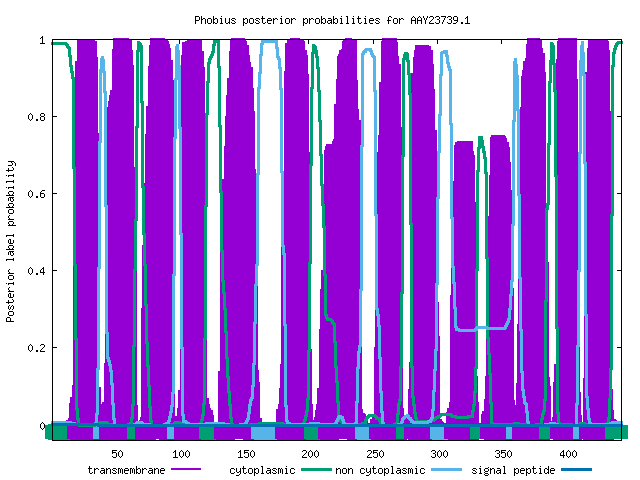 Phobius posterior probabilities for AAY23739.1
Posterior label probability
1
0.8
0.6
0.4
0.2
0
50 100 150 200 250 300 350 400
transmembrane cytoplasmic non cytoplasmic signal peptide